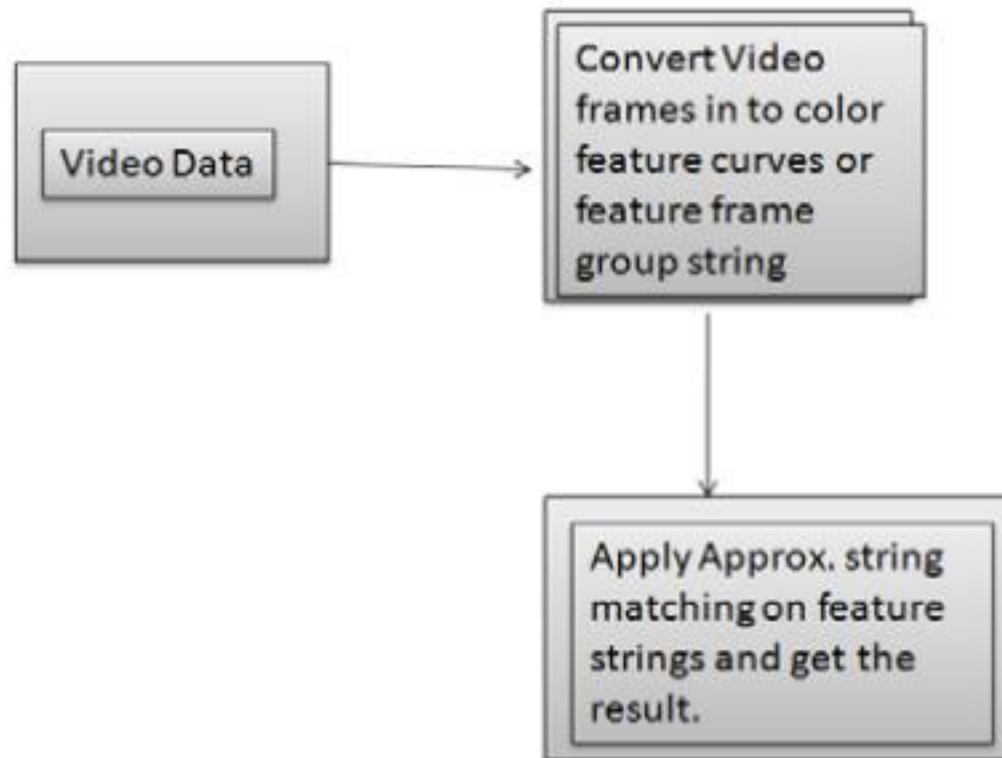 Video Data
Convert Video
frames in to color
feature curves or
feature frame
group string
Apply Approx. string
matching on feature
strings and get the
result.